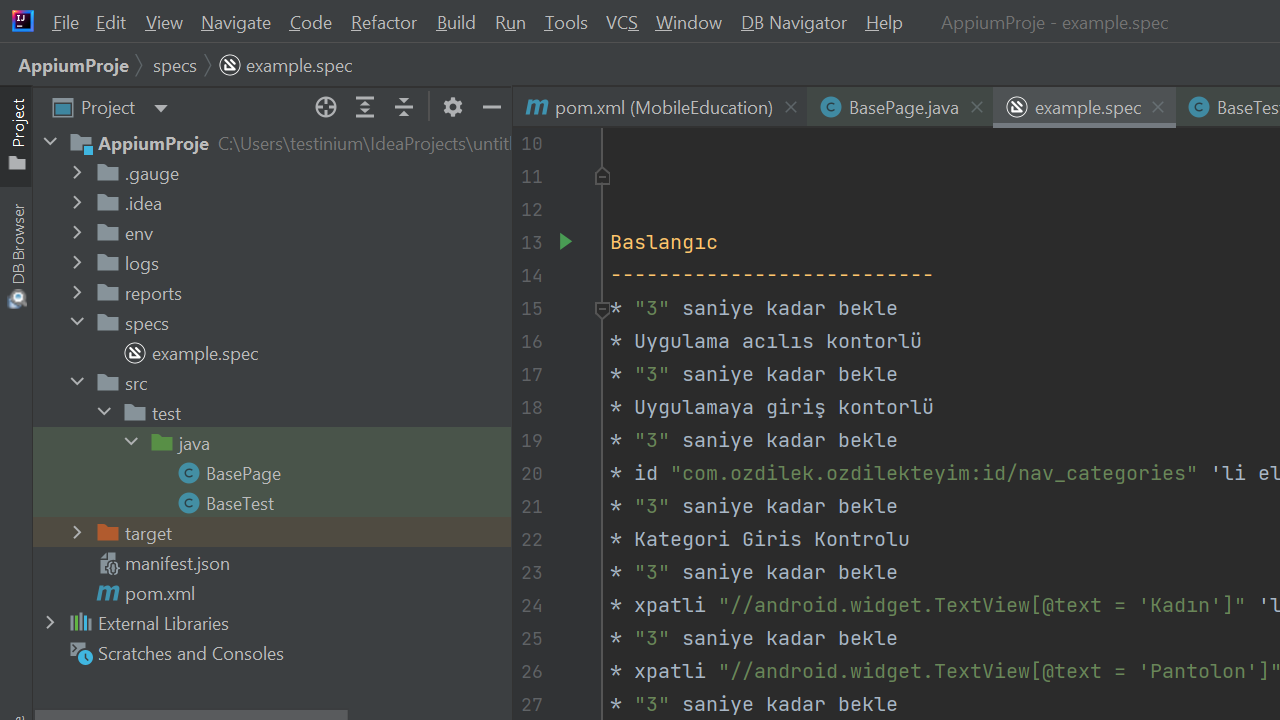 File Edit View Navigate Code Refactor Build Run Tools VCS Window DB Navigator Help AppiumProje - example.spec
AppiumProje specs example.spec
Project
DB Browser
Project
AppiumProje C:\Users\testinium\IdeaProjects\untitl
.gauge
.idea
env
logs
reports
specs
example.spec
src
test
java
BasePage
BaseTest
target
manifest.json
pom.xml
External Libraries
Scratches and Consoles
pom.xml (MobileEducation) BasePage.java example.spec BaseTes
10
11
12
13 Baslangıc
14 ---------------------------
15 * "3" saniye kadar bekle
16 * Uygulama acılıs kontorlü
17 * "3" saniye kadar bekle
18 * Uygulamaya giriş kontorlü
19 * "3" saniye kadar bekle
20 * id "com.ozdilek.ozdilekteyim:id/nav_categories" 'li el
21 * "3" saniye kadar bekle
22 * Kategori Giris Kontrolu
23 * "3" saniye kadar bekle
24 * xpatli "//android.widget.TextView[@text = 'Kadın']" 'l
25 * "3" saniye kadar bekle
26 * xpatli "//android.widget.TextView[@text = 'Pantolon']"
27 * "3" saniye kadar bekle